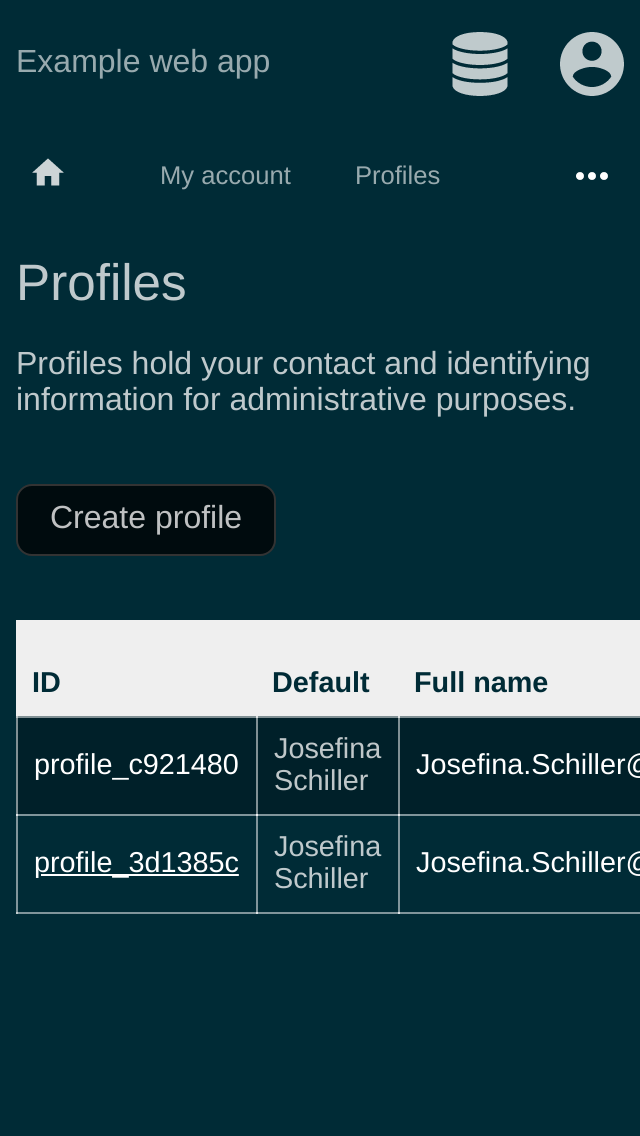 Example web app
My account Profiles
Profiles
Profiles hold your contact and identifying
information for administrative purposes.
Create profile
ID Default Full name
profile_c921480 Josefina Schiller Josefina.Schiller@
profile_3d1385c Josefina Schiller Josefina.Schiller@